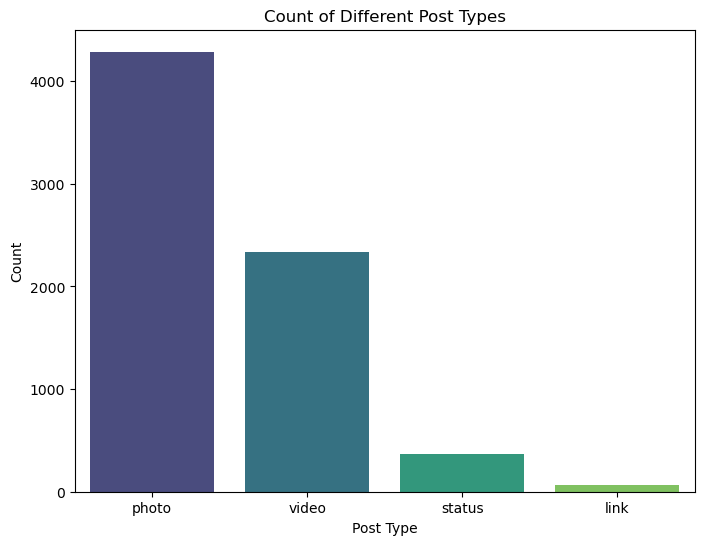 Count of Different Post Types
4000
3000
2000
1000
0
Count
photo video status link
Post Type